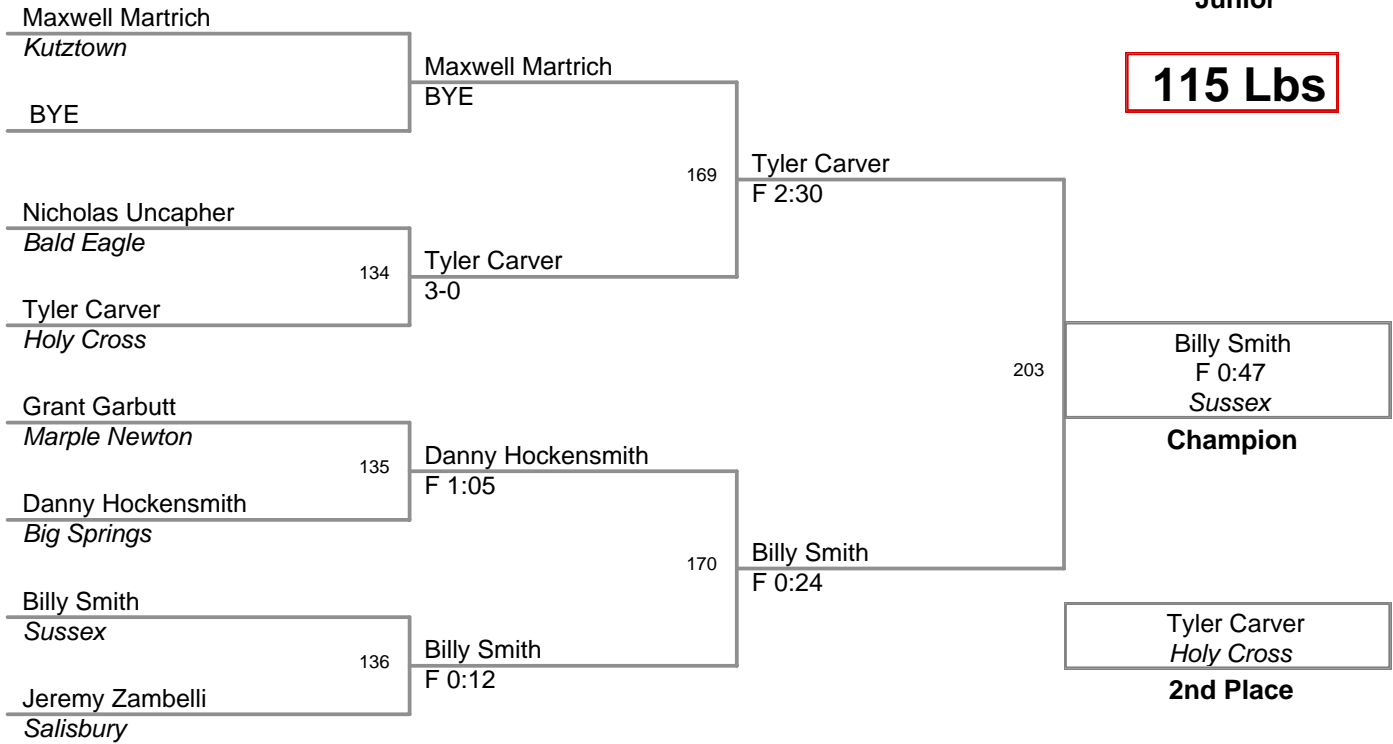 Junior
115 Lbs
Maxwell Martrich
Kutztown
BYE
Nicholas Uncapher
Bald Eagle
134
Tyler Carver
Holy Cross
Grant Garbutt
Marple Newton
135
Danny Hockensmith
Big Springs
Billy Smith
Sussex
136
Jeremy Zambelli
Salisbury
Maxwell Martrich
BYE
169
Tyler Carver
3-0
Danny Hockensmith
F 1:05
170
Billy Smith
F 0:12
Tyler Carver
F 2:30
203
Billy Smith
F 0:24
Billy Smith
F 0:47
Sussex
Champion
Tyler Carver
Holy Cross
2nd Place